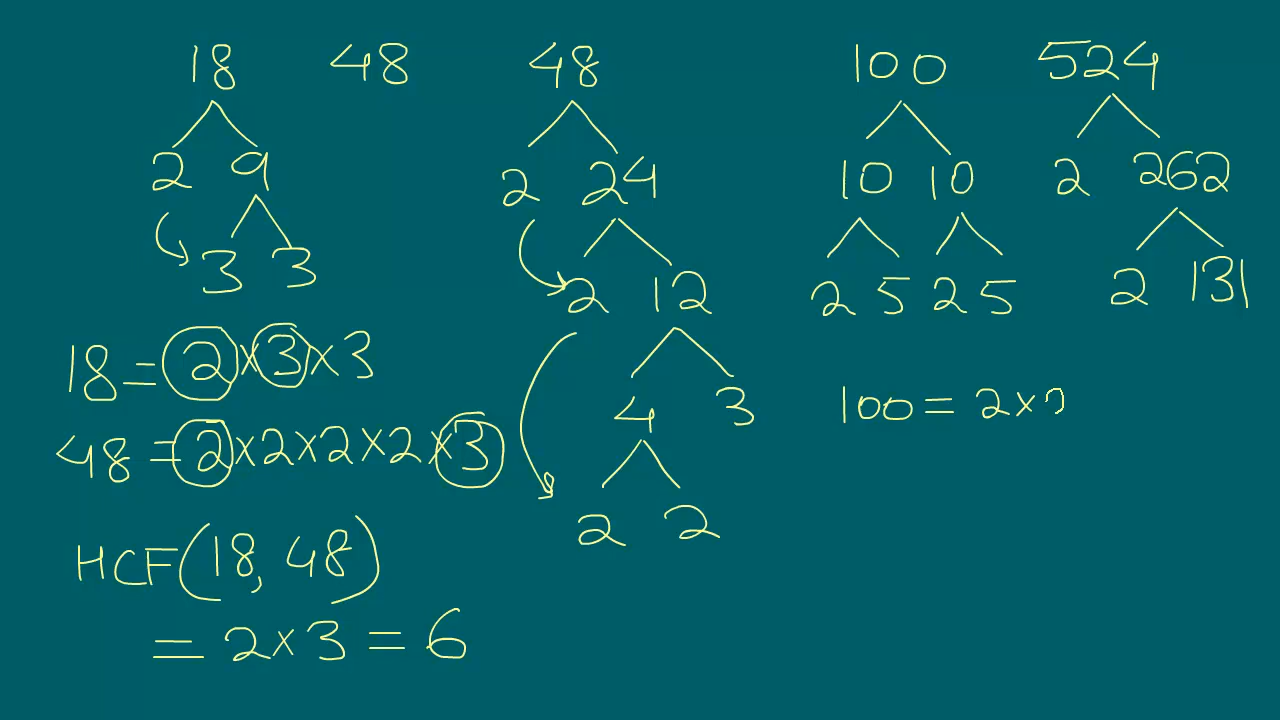 18 48 48 100 524
2 9 2 24 10 10 2 262
3 3 2 12 2 5 2 5 2 131
18 = 2 × 3 × 3
4 3
100 = 2 ×
48 = 2 × 2 × 2 × 2 × 3
2 2
HCF(18, 48)
= 2 × 3 = 6